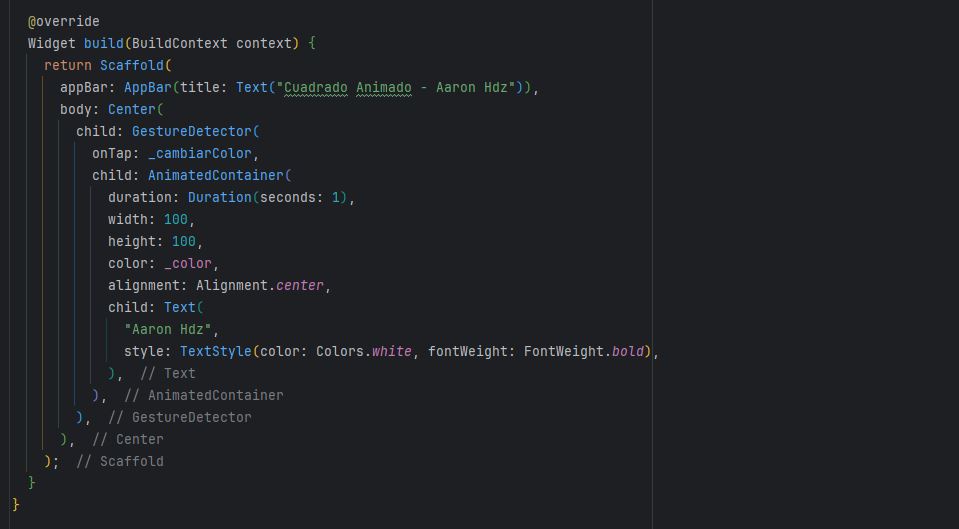 @override
Widget build(BuildContext context) {
return Scaffold(
appBar: AppBar(title: Text("Cuadrado Animado - Aaron Hdz")),
body: Center(
child: GestureDetector(
onTap: _cambiarColor,
child: AnimatedContainer(
duration: Duration(seconds: 1),
width: 100,
height: 100,
color: _color,
alignment: Alignment.center,
child: Text(
"Aaron Hdz",
style: TextStyle(color: Colors.white, fontWeight: FontWeight.bold),
), // Text
), // AnimatedContainer
), // GestureDetector
), // Center
); // Scaffold
}
}